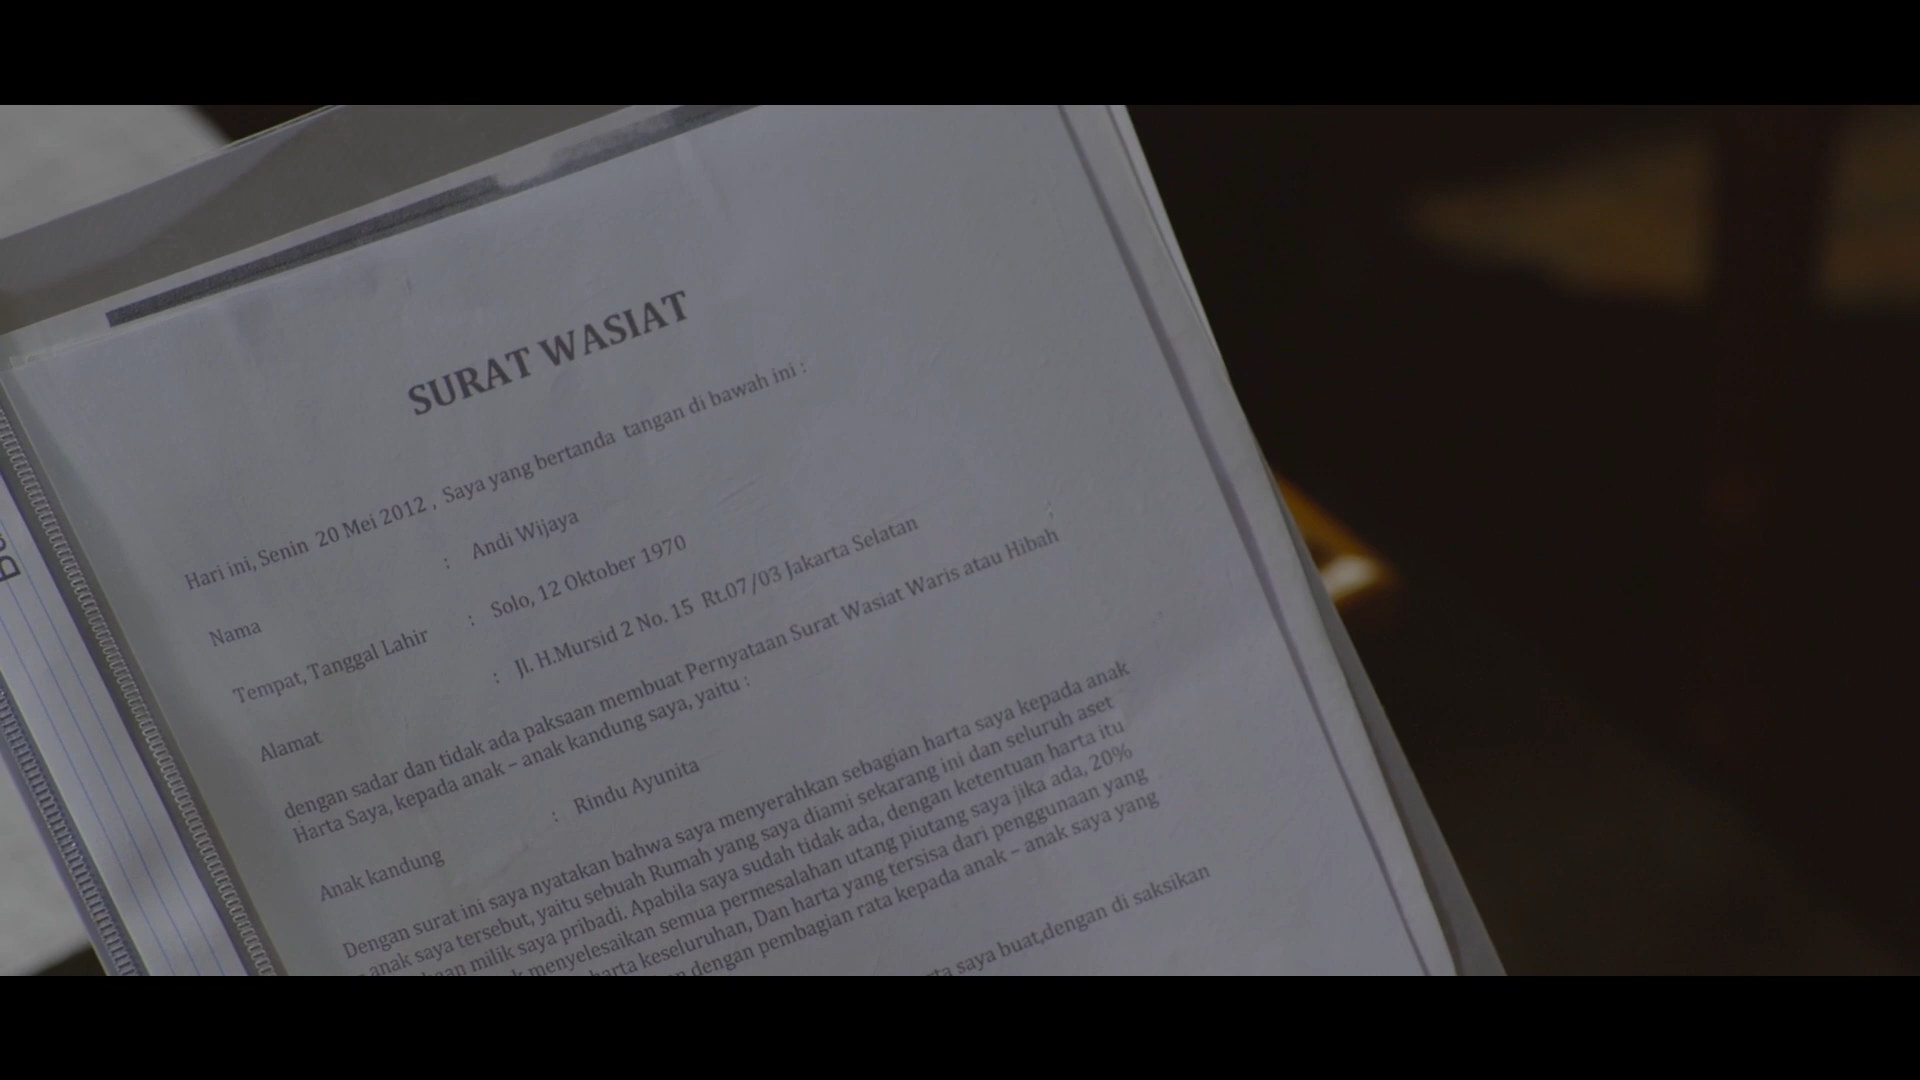 SURAT WASIAT
Hari ini, Senin 20 Mei 2012 , Saya yang bertanda tangan di bawah ini :
Nama : Andi Wijaya
Tempat, Tanggal Lahir : Solo, 12 Oktober 1970
Alamat : Jl. H.Mursid 2 No. 15 Rt.07/03 Jakarta Selatan
dengan sadar dan tidak ada paksaan membuat Pernyataan Surat Wasiat Waris atau Hibah
Harta Saya, kepada anak – anak kandung saya, yaitu :
Anak kandung : Rindu Ayunita
Dengan surat ini saya nyatakan bahwa saya menyerahkan sebagian harta saya kepada anak
– anak saya tersebut, yaitu sebuah Rumah yang saya diami sekarang ini dan seluruh aset
milik saya pribadi. Apabila saya sudah tidak ada, dengan ketentuan harta itu
menyelesaikan semua permesalahan utang piutang saya jika ada, 20%
harta keseluruhan, Dan harta yang tersisa dari penggunaan yang
dengan pembagian rata kepada anak – anak saya yang
saya buat,dengan di saksikan